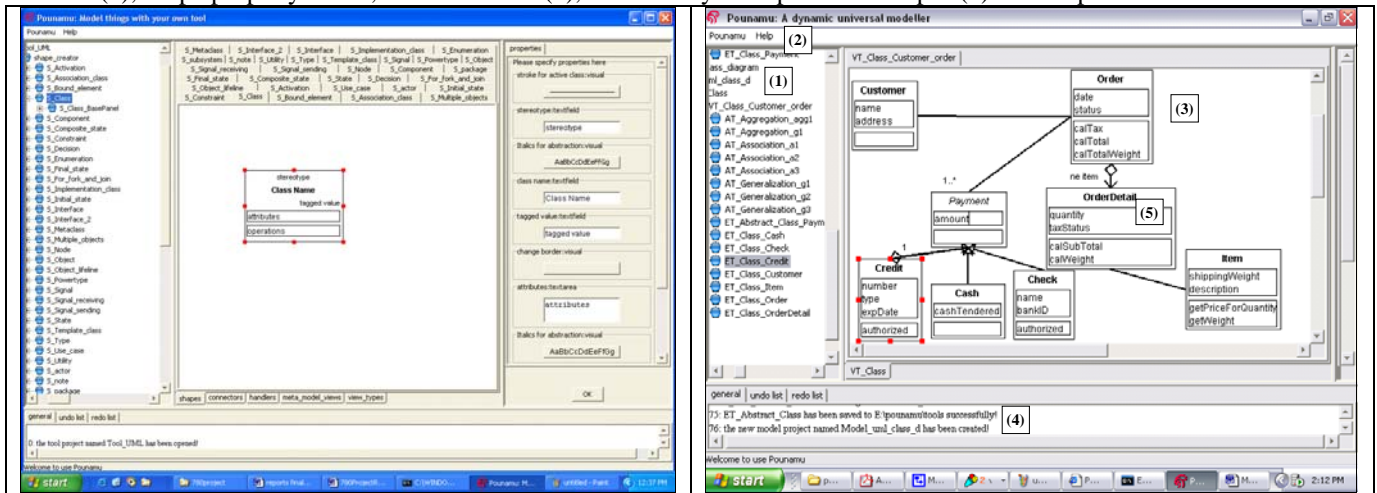 Pounamu: Model things with your own tool
Pounamu Help
ool_UML
shape_creator
S_Activation
S_Association_class
S_Bound_element
S_Class
S_Class_BasePanel
S_Component
S_Composite_state
S_Constraint
S_Decision
S_Enumeration
S_Final_state
S_For_fork_and_join
S_Implementation_class
S_Initial_state
S_Interface
S_Interface_2
S_Metaclass
S_Multiple_objects
S_Node
S_Object
S_Object_lifeline
S_Powertype
S_Signal
S_Signal_receiving
S_Signal_sending
S_State
S_Template_class
S_Type
S_Use_case
S_Utility
S_actor
S_note
S_package
S_Metaclass S_Interface_2 S_Interface S_Implementation_class S_Enumeration
S_subsystem S_note S_Utility S_Type S_Template_class S_Signal S_Powertype S_Object
S_Signal_receiving S_Signal_sending S_Node S_Component S_package
S_Final_state S_Composite_state S_State S_Decision S_For_fork_and_join
S_Object_lifeline S_Activation S_Use_case S_actor S_Initial_state
S_Constraint S_Class S_Bound_element S_Association_class S_Multiple_objects
stereotype
Class Name
tagged value
attributes
operations
shapes connectors handlers meta_model_views view_types
properties
Please specify properties here
stroke for active class:visual
stereotype:textfield
stereotype
Italics for abstraction:visual
AaBbCcDdEeFfGg
class name:textfield
Class Name
tagged value:textfield
tagged value
change border:visual
attributes:textarea
attributes
Italics for abstraction:visual
AaBbCcDdEeFfGg
OK
general undo list redo list
0: the tool project named Tool_UML has been opened!
Welcome to use Pounamu
start 780project reports final... C:\WINDO... Pounamu M... untitled - Paint 12:37 PM
Pounamu: A dynamic universal modeller
Pounamu Help (2)
ET_Class_Payment
ass_diagram
ml_class_d (1)
Class
VT_Class_Customer_order
AT_Aggregation_agg1
AT_Aggregation_g1
AT_Association_a1
AT_Association_a2
AT_Association_a3
AT_Generalization_g1
AT_Generalization_g2
AT_Generalization_g3
ET_Abstract_Class_Paym
ET_Class_Cash
ET_Class_Check
ET_Class_Credit
ET_Class_Customer
ET_Class_Item
ET_Class_Order
ET_Class_OrderDetail
VT_Class_Customer_order
Customer
name
address
Order
date
status
calTax
calTotal
calTotalWeight
(3)
ne item
1..*
Payment
amount
OrderDetail
quantity
taxStatus
(5)
calSubTotal
calWeight
1
Credit
number
type
expDate
authorized
Cash
cashTendered
Check
name
bankID
authorized
Item
shippingWeight
description
getPriceForQuantity
getWeight
VT_Class
general undo list redo list
75: ET_Abstract_Class has been saved to E:\pounamu\tools successfully!
76: the new model project named Model_uml_class_d has been created!
(4)
Welcome to use Pounamu
start p... A... M... 2 u... P... E... P... M... 2:12 PM